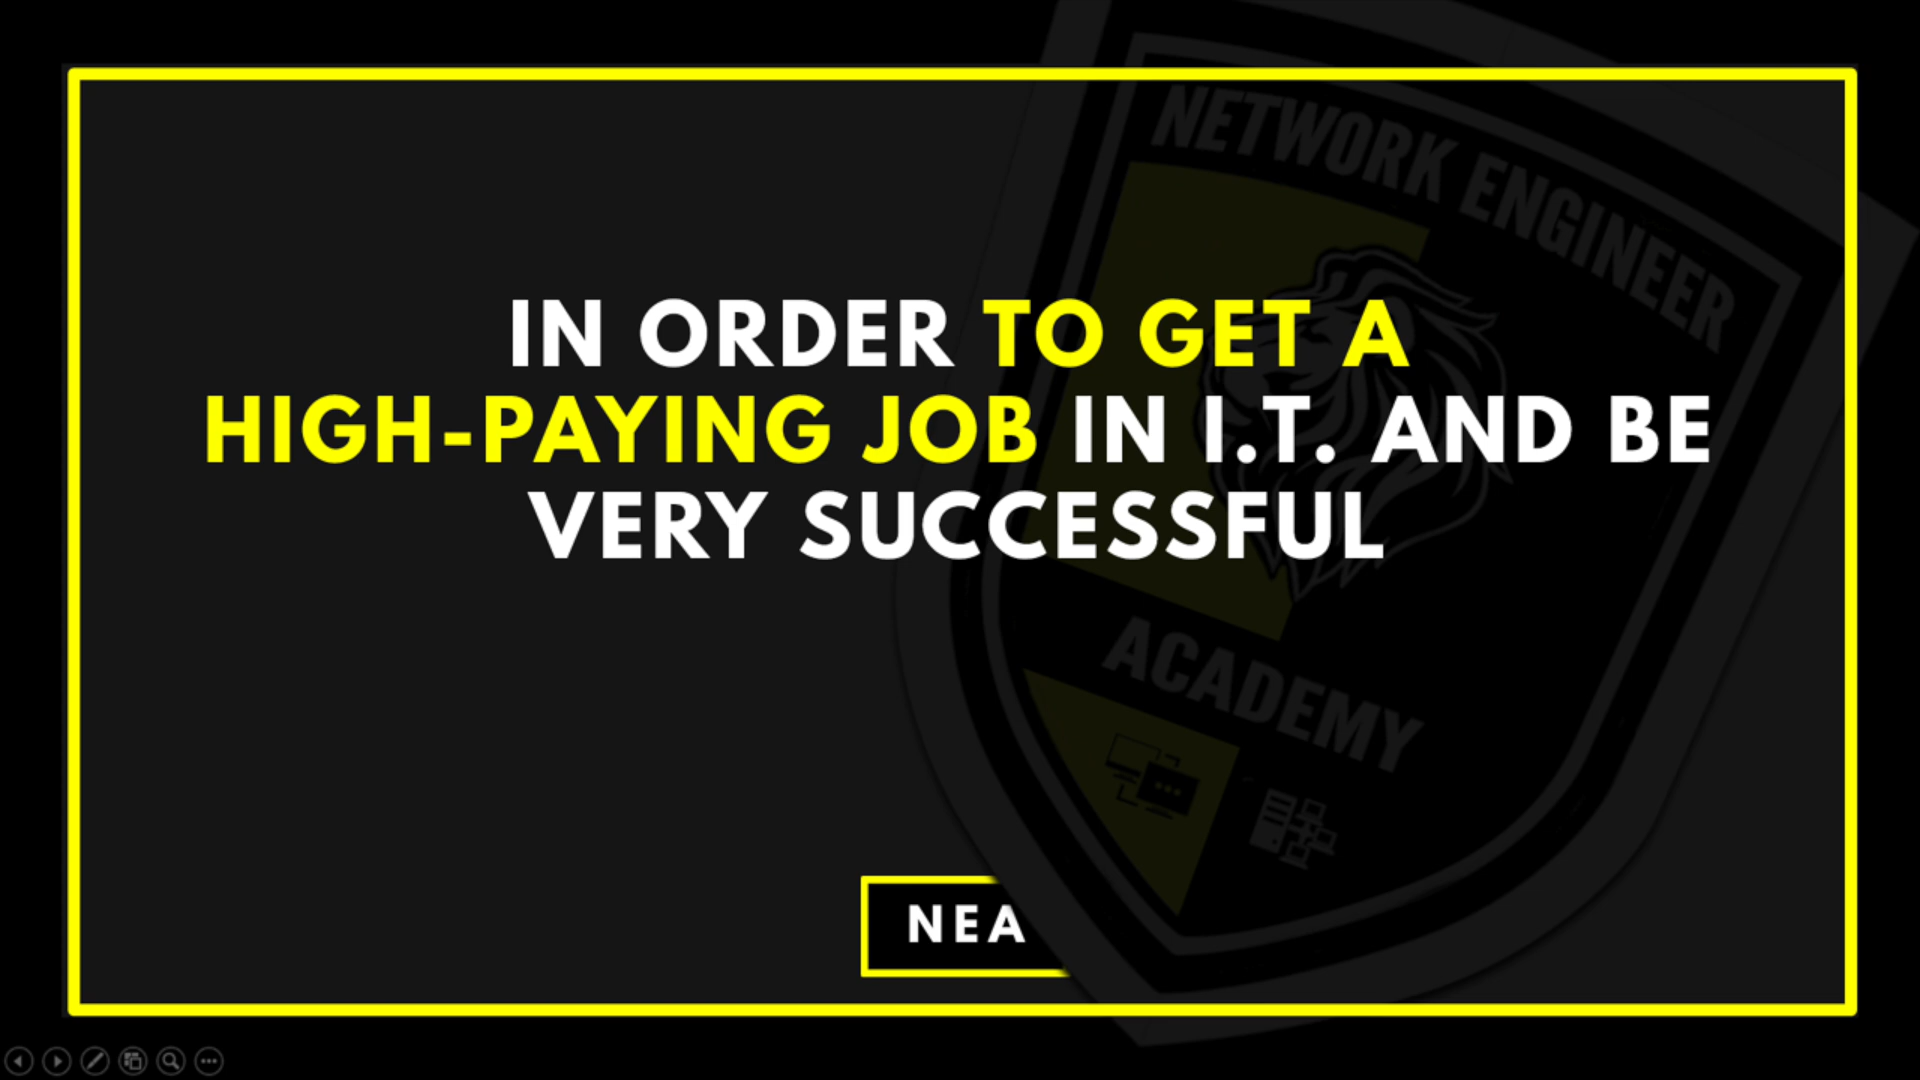 NETWORK ENGINEER
IN ORDER TO GET A
HIGH-PAYING JOB IN I.T. AND BE
VERY SUCCESSFUL
ACADEMY
NEA